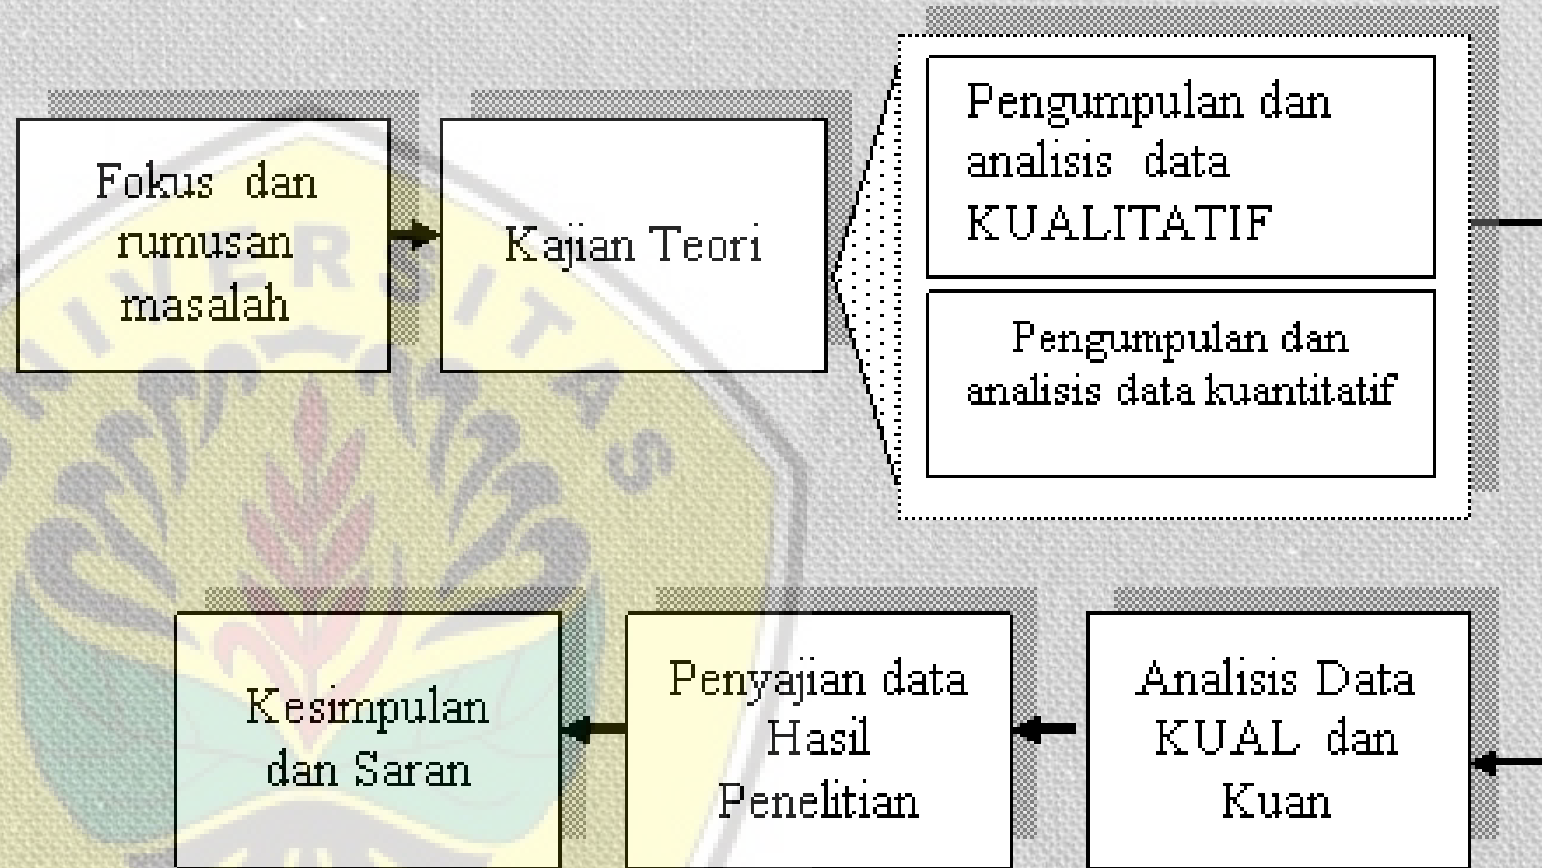 Fokus dan
rumusan
masalah
Kajian Teori
Pengumpulan dan
analisis data
KUALITATIF
Pengumpulan dan
analisis data kuantitatif
Analisis Data
KUAL dan
Kuan
Penyajian data
Hasil
Penelitian
Kesimpulan
dan Saran
NIVERSITAS